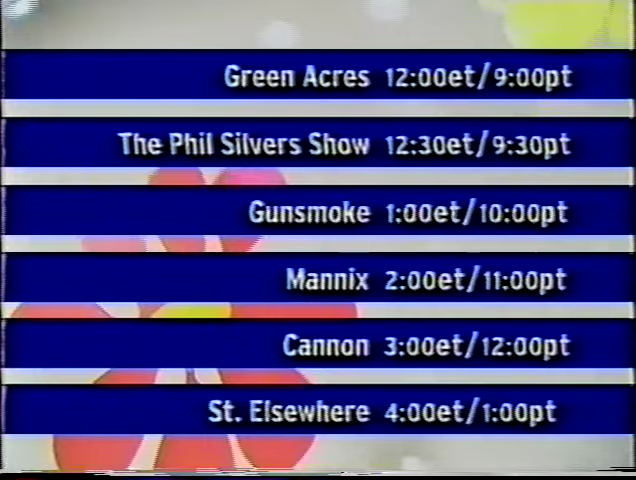 Green Acres 12:00et/9:00pt
The Phil Silvers Show 12:30et/9:30pt
Gunsmoke 1:00et/10:00pt
Mannix 2:00et/11:00pt
Cannon 3:00et/12:00pt
St. Elsewhere 4:00et/1:00pt